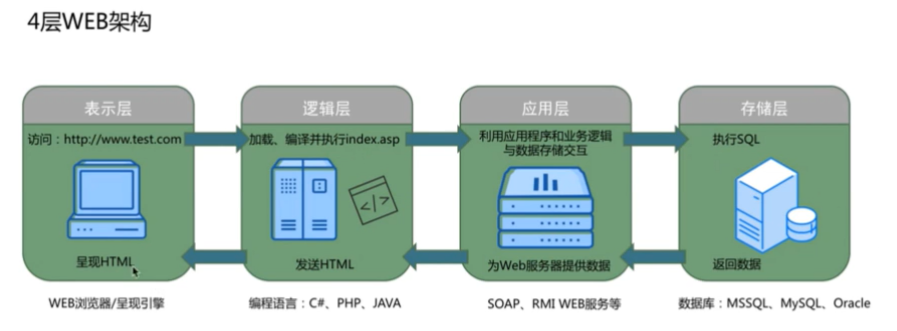 4层WEB架构
表示层
访问：http://www.test.com
呈现HTML
WEB浏览器/呈现引擎
逻辑层
加载、编译并执行index.asp
</>
发送HTML
编程语言：C#、PHP、JAVA
应用层
利用应用程序和业务逻辑
与数据存储交互
为Web服务器提供数据
SOAP、RMI WEB服务等
存储层
执行SQL
返回数据
数据库：MSSQL、MySQL、Oracle